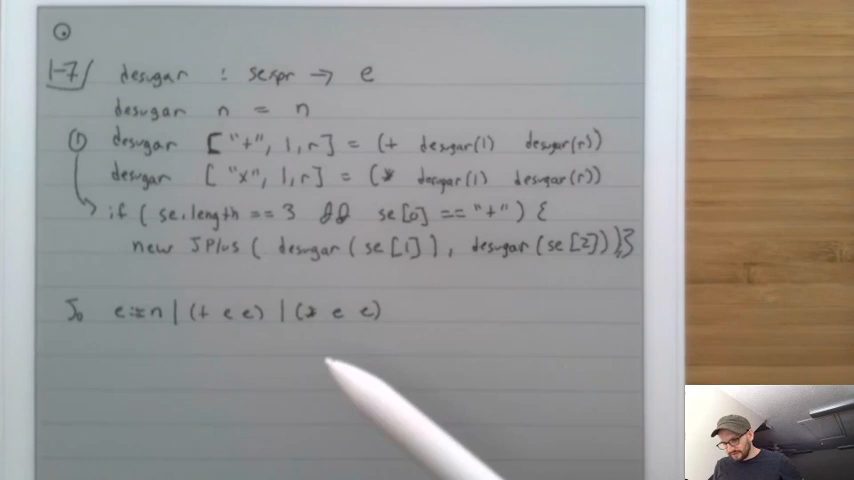 1-7/ desugar : sexpr → e
desugar n = n
① desugar ["+", l, r] = (+ desugar(l) desugar(r))
desugar ["*", l, r] = (* desugar(l) desugar(r))
if ( se.length == 3 && se[0] == "+" ) {
new JPlus ( desugar ( se [1] ) , desugar ( se [2] ) ) ; }
J₀ e ::= n | (+ e e) | (* e e)